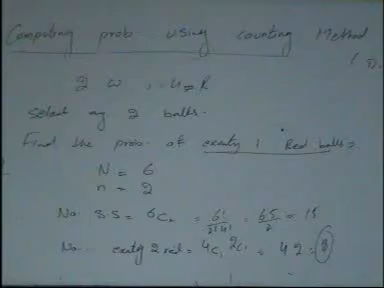 Computing prob. using counting Method
2 W , 4 R
select any 2 balls.
Find the prob. of exactly 1 Red balls
N = 6
n = 2
No. S.S = 6C2 = 6!/2!4! = 6 5/2 = 15
No. exactly 2 red = 4C1 2C1 = 4 2 = 8